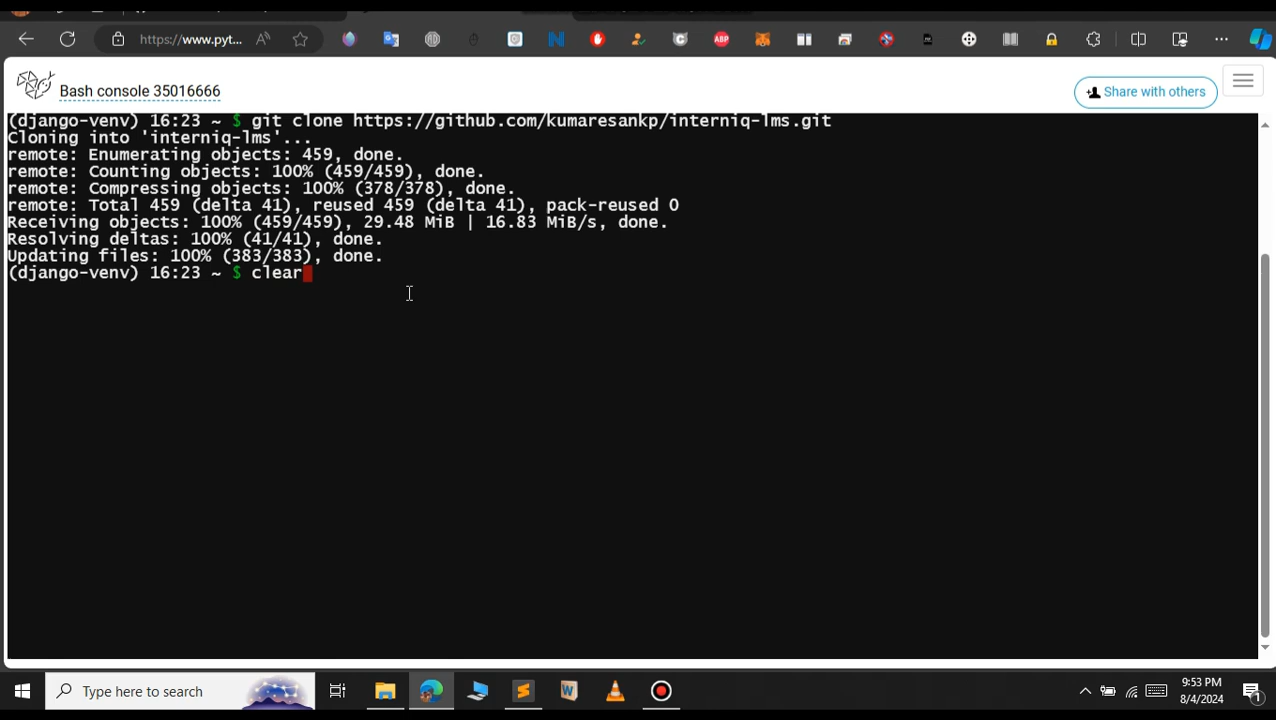 https://www.pyt...
Bash console 35016666
Share with others
(django-venv) 16:23 ~ $ git clone https://github.com/kumaresankp/interniq-lms.git
Cloning into 'interniq-lms'...
remote: Enumerating objects: 459, done.
remote: Counting objects: 100% (459/459), done.
remote: Compressing objects: 100% (378/378), done.
remote: Total 459 (delta 41), reused 459 (delta 41), pack-reused 0
Receiving objects: 100% (459/459), 29.48 MiB | 16.83 MiB/s, done.
Resolving deltas: 100% (41/41), done.
Updating files: 100% (383/383), done.
(django-venv) 16:23 ~ $ clear
Type here to search
9:53 PM
8/4/2024